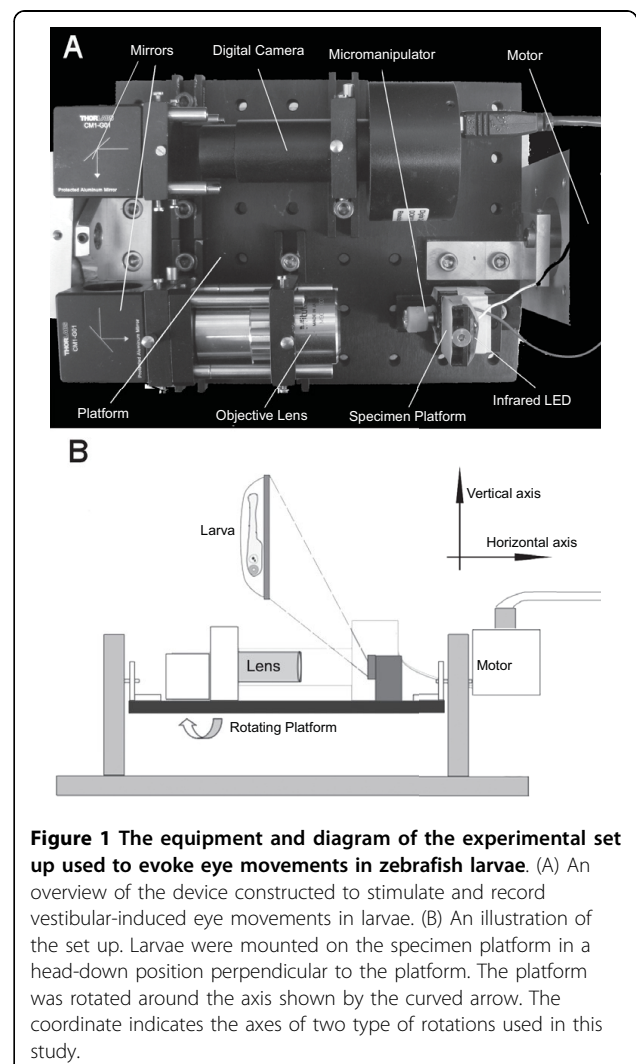 A
Mirrors
Digital Camera
Micromanipulator
Motor
THORLABS
CM1-G01
Protected Aluminum Mirror
THORLABS
CM1-G01
Protected Aluminum Mirror
Platform
Objective Lens
Specimen Platform
Infrared LED
B
Vertical axis
Larva
Horizontal axis
Lens
Motor
Rotating Platform
Figure 1 The equipment and diagram of the experimental set
up used to evoke eye movements in zebrafish larvae. (A) An
overview of the device constructed to stimulate and record
vestibular-induced eye movements in larvae. (B) An illustration of
the set up. Larvae were mounted on the specimen platform in a
head-down position perpendicular to the platform. The platform
was rotated around the axis shown by the curved arrow. The
coordinate indicates the axes of two type of rotations used in this
study.